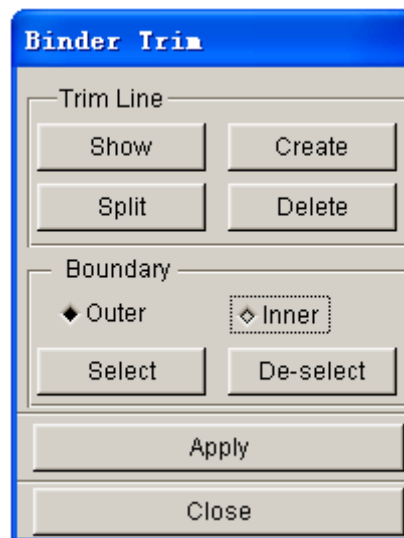 Binder Trim
Trim Line
Show Create
Split Delete
Boundary
Outer Inner
Select De-select
Apply
Close